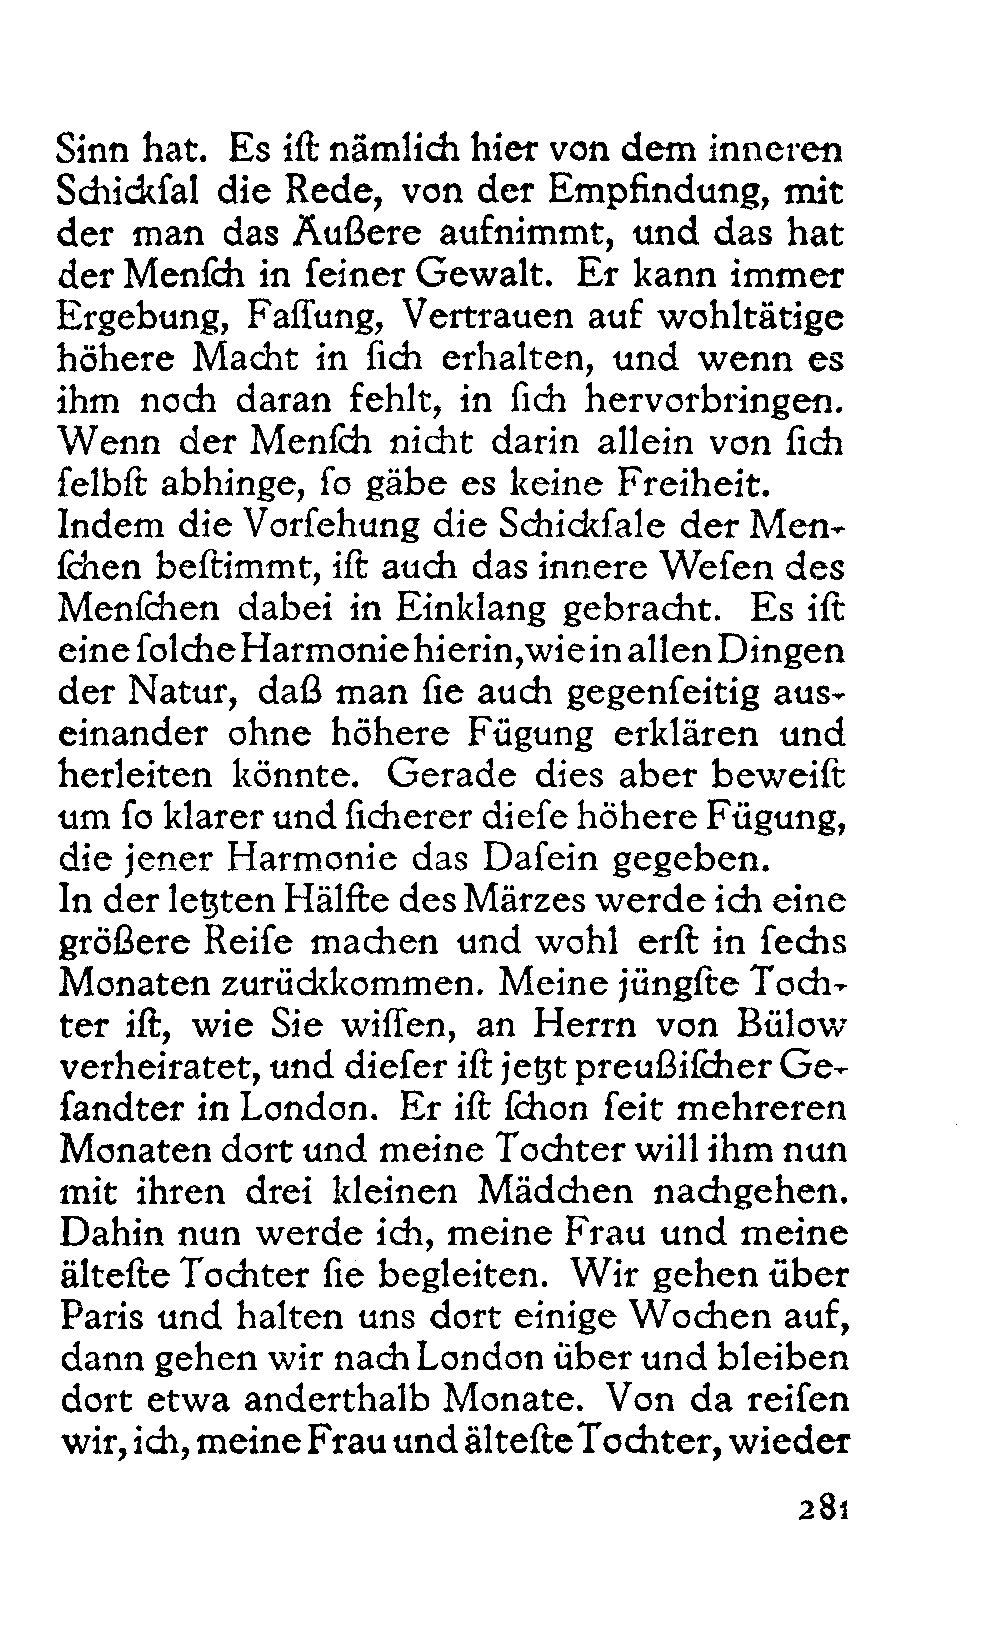 Sinn hat. Es iſt nämlich hier von dem inneren
Schickſal die Rede, von der Empfindung, mit
der man das Äußere aufnimmt, und das hat
der Menſch in ſeiner Gewalt. Er kann immer
Ergebung, Faſſung, Vertrauen auf wohltätige
höhere Macht in ſich erhalten, und wenn es
ihm noch daran fehlt, in ſich hervorbringen.
Wenn der Menſch nicht darin allein von ſich
ſelbſt abhinge, ſo gäbe es keine Freiheit.
Indem die Vorſehung die Schickſale der Men-
ſchen beſtimmt, iſt auch das innere Weſen des
Menſchen dabei in Einklang gebracht. Es iſt
eine ſolche Harmonie hierin, wie in allen Dingen
der Natur, daß man ſie auch gegenſeitig aus-
einander ohne höhere Fügung erklären und
herleiten könnte. Gerade dies aber beweiſt
um ſo klarer und ſicherer dieſe höhere Fügung,
die jener Harmonie das Daſein gegeben.
In der letzten Hälfte des Märzes werde ich eine
größere Reiſe machen und wohl erſt in ſechs
Monaten zurückkommen. Meine jüngſte Toch-
ter iſt, wie Sie wiſſen, an Herrn von Bülow
verheiratet, und dieſer iſt jetzt preußiſcher Ge-
ſandter in London. Er iſt ſchon ſeit mehreren
Monaten dort und meine Tochter will ihm nun
mit ihren drei kleinen Mädchen nachgehen.
Dahin nun werde ich, meine Frau und meine
älteſte Tochter ſie begleiten. Wir gehen über
Paris und halten uns dort einige Wochen auf,
dann gehen wir nach London über und bleiben
dort etwa anderthalb Monate. Von da reiſen
wir, ich, meine Frau und älteſte Tochter, wieder
281